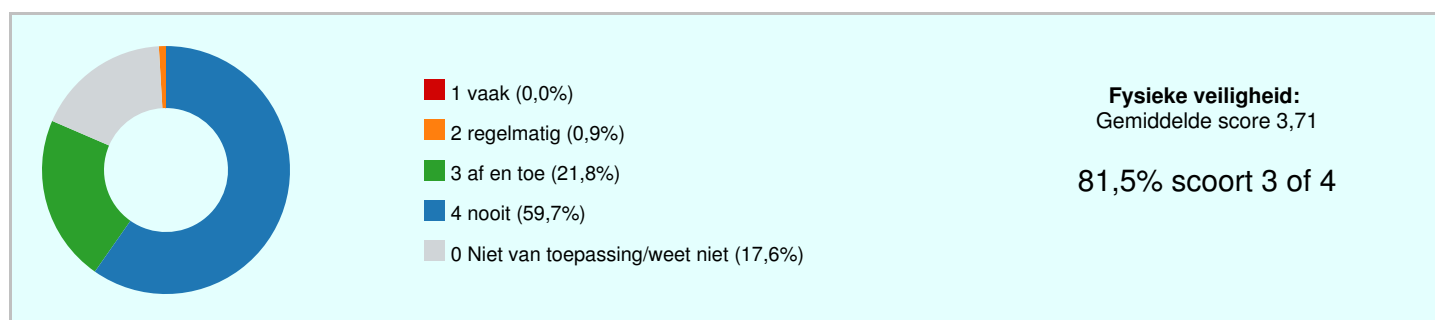 1 vaak (0,0%)
2 regelmatig (0,9%)
3 af en toe (21,8%)
4 nooit (59,7%)
0 Niet van toepassing/weet niet (17,6%)
Fysieke veiligheid:
Gemiddelde score 3,71
81,5% scoort 3 of 4